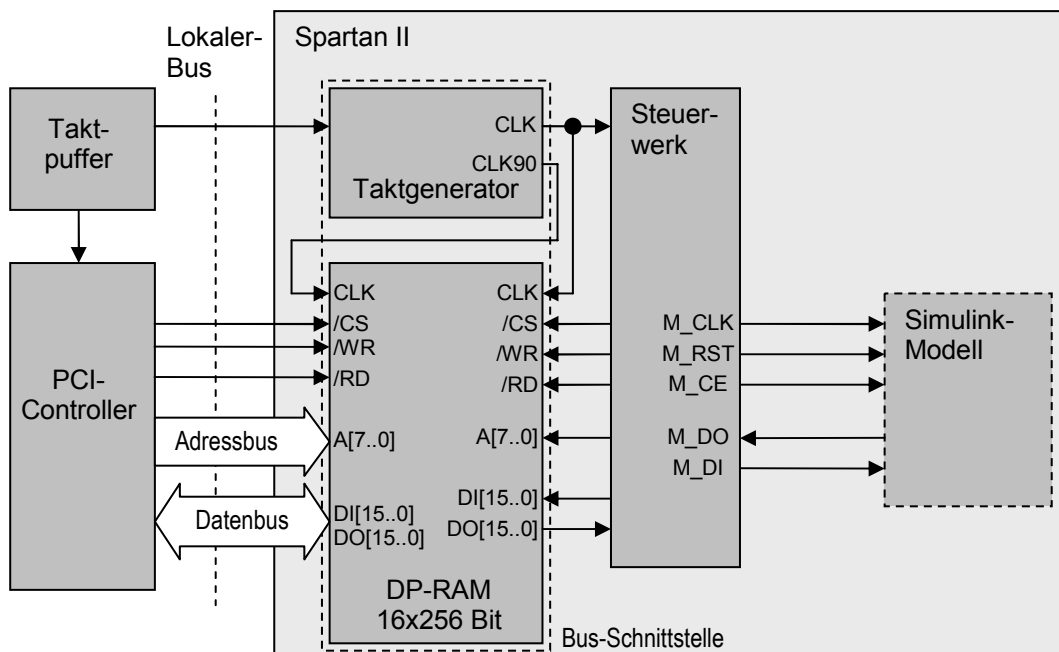 Lokaler-
Bus
Spartan II
Takt-
puffer
CLK
CLK90
Taktgenerator
Steuer-
werk
PCI-
Controller
CLK
/CS
/WR
/RD
A[7..0]
DI[15..0]
DO[15..0]
CLK
/CS
/WR
/RD
A[7..0]
DI[15..0]
DO[15..0]
DP-RAM
16x256 Bit
Adressbus
Datenbus
M_CLK
M_RST
M_CE
M_DO
M_DI
Simulink-
Modell
Bus-Schnittstelle